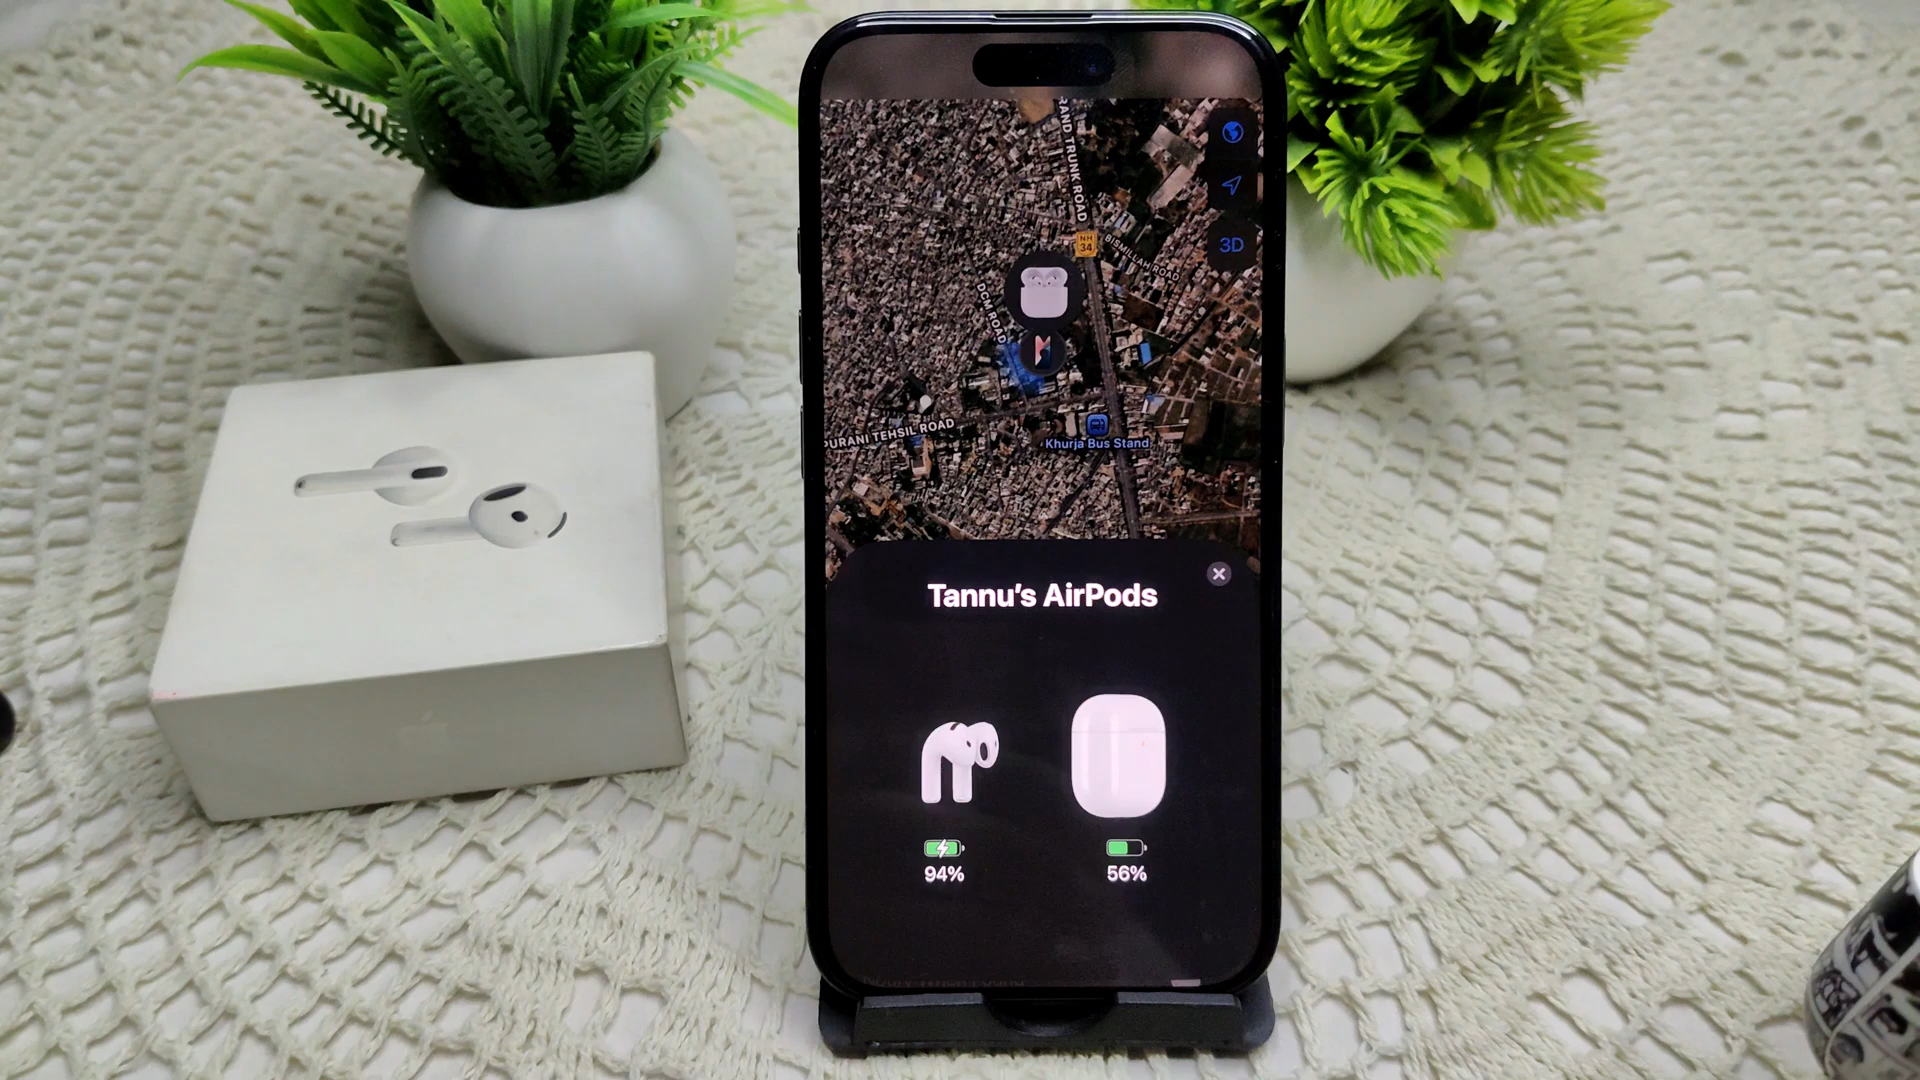 RAND TRUNK ROAD
NH
34
BISMILLAH ROAD
3D
DCM ROAD
PURANI TEHSIL ROAD
Khurja Bus Stand
Tannu's AirPods
94%
56%